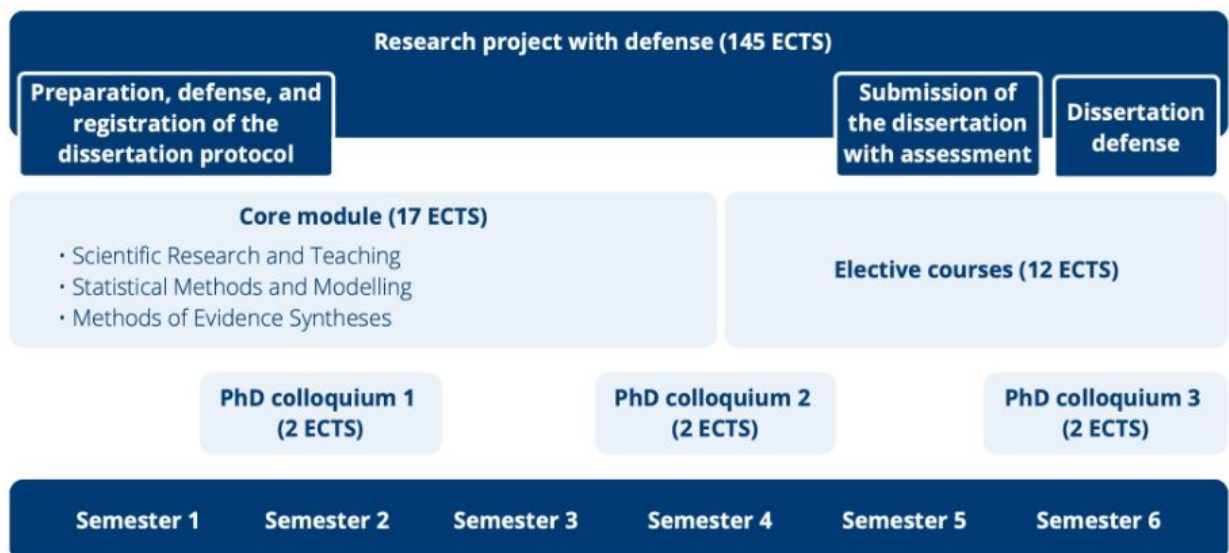 Research project with defense (145 ECTS)
Preparation, defense, and
registration of the
dissertation protocol
Submission of
the dissertation
with assessment
Dissertation
defense
Core module (17 ECTS)
• Scientific Research and Teaching
• Statistical Methods and Modelling
• Methods of Evidence Syntheses
Elective courses (12 ECTS)
PhD colloquium 1
(2 ECTS)
PhD colloquium 2
(2 ECTS)
PhD colloquium 3
(2 ECTS)
Semester 1
Semester 2
Semester 3
Semester 4
Semester 5
Semester 6